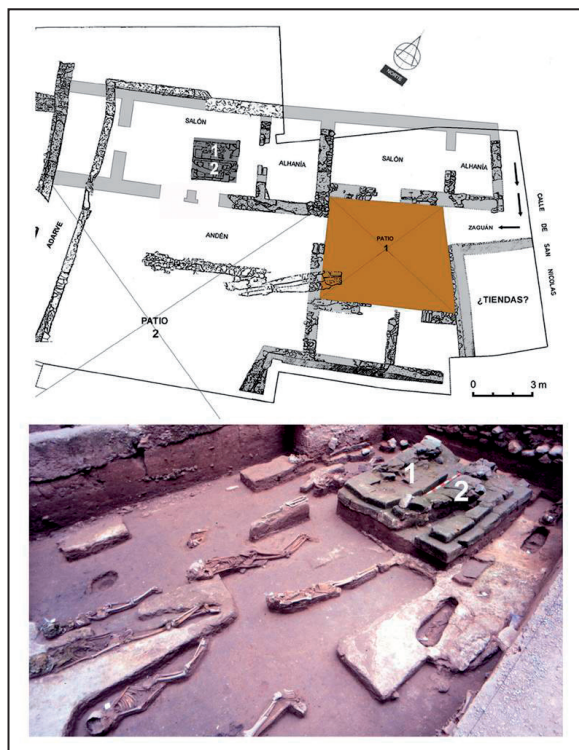 NORTE
SALÓN
1
2
ALHANÍA
SALÓN
ALHANÍA
CALLE DE SAN NICOLAS
ADARVE
ANDÉN
PATIO
1
ZAGUÁN
PATIO
2
¿TIENDAS?
0 3 m
1
2